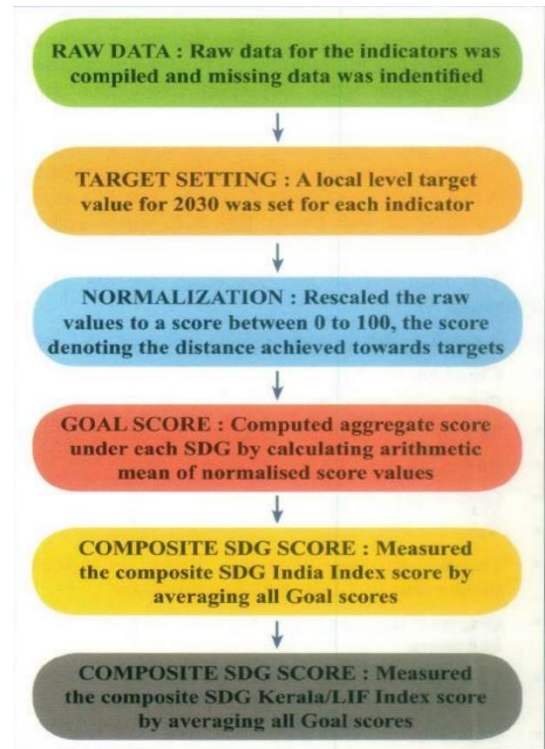 RAW DATA : Raw data for the indicators was
compiled and missing data was indentified
TARGET SETTING : A local level target
value for 2030 was set for each indicator
NORMALIZATION : Rescaled the raw
values to a score between 0 to 100, the score
denoting the distance achieved towards targets
GOAL SCORE : Computed aggregate score
under each SDG by calculating arithmetic
mean of normalised score values
COMPOSITE SDG SCORE : Measured
the composite SDG India Index score by
averaging all Goal scores
COMPOSITE SDG SCORE : Measured
the composite SDG Kerala/LIF Index score
by averaging all Goal scores